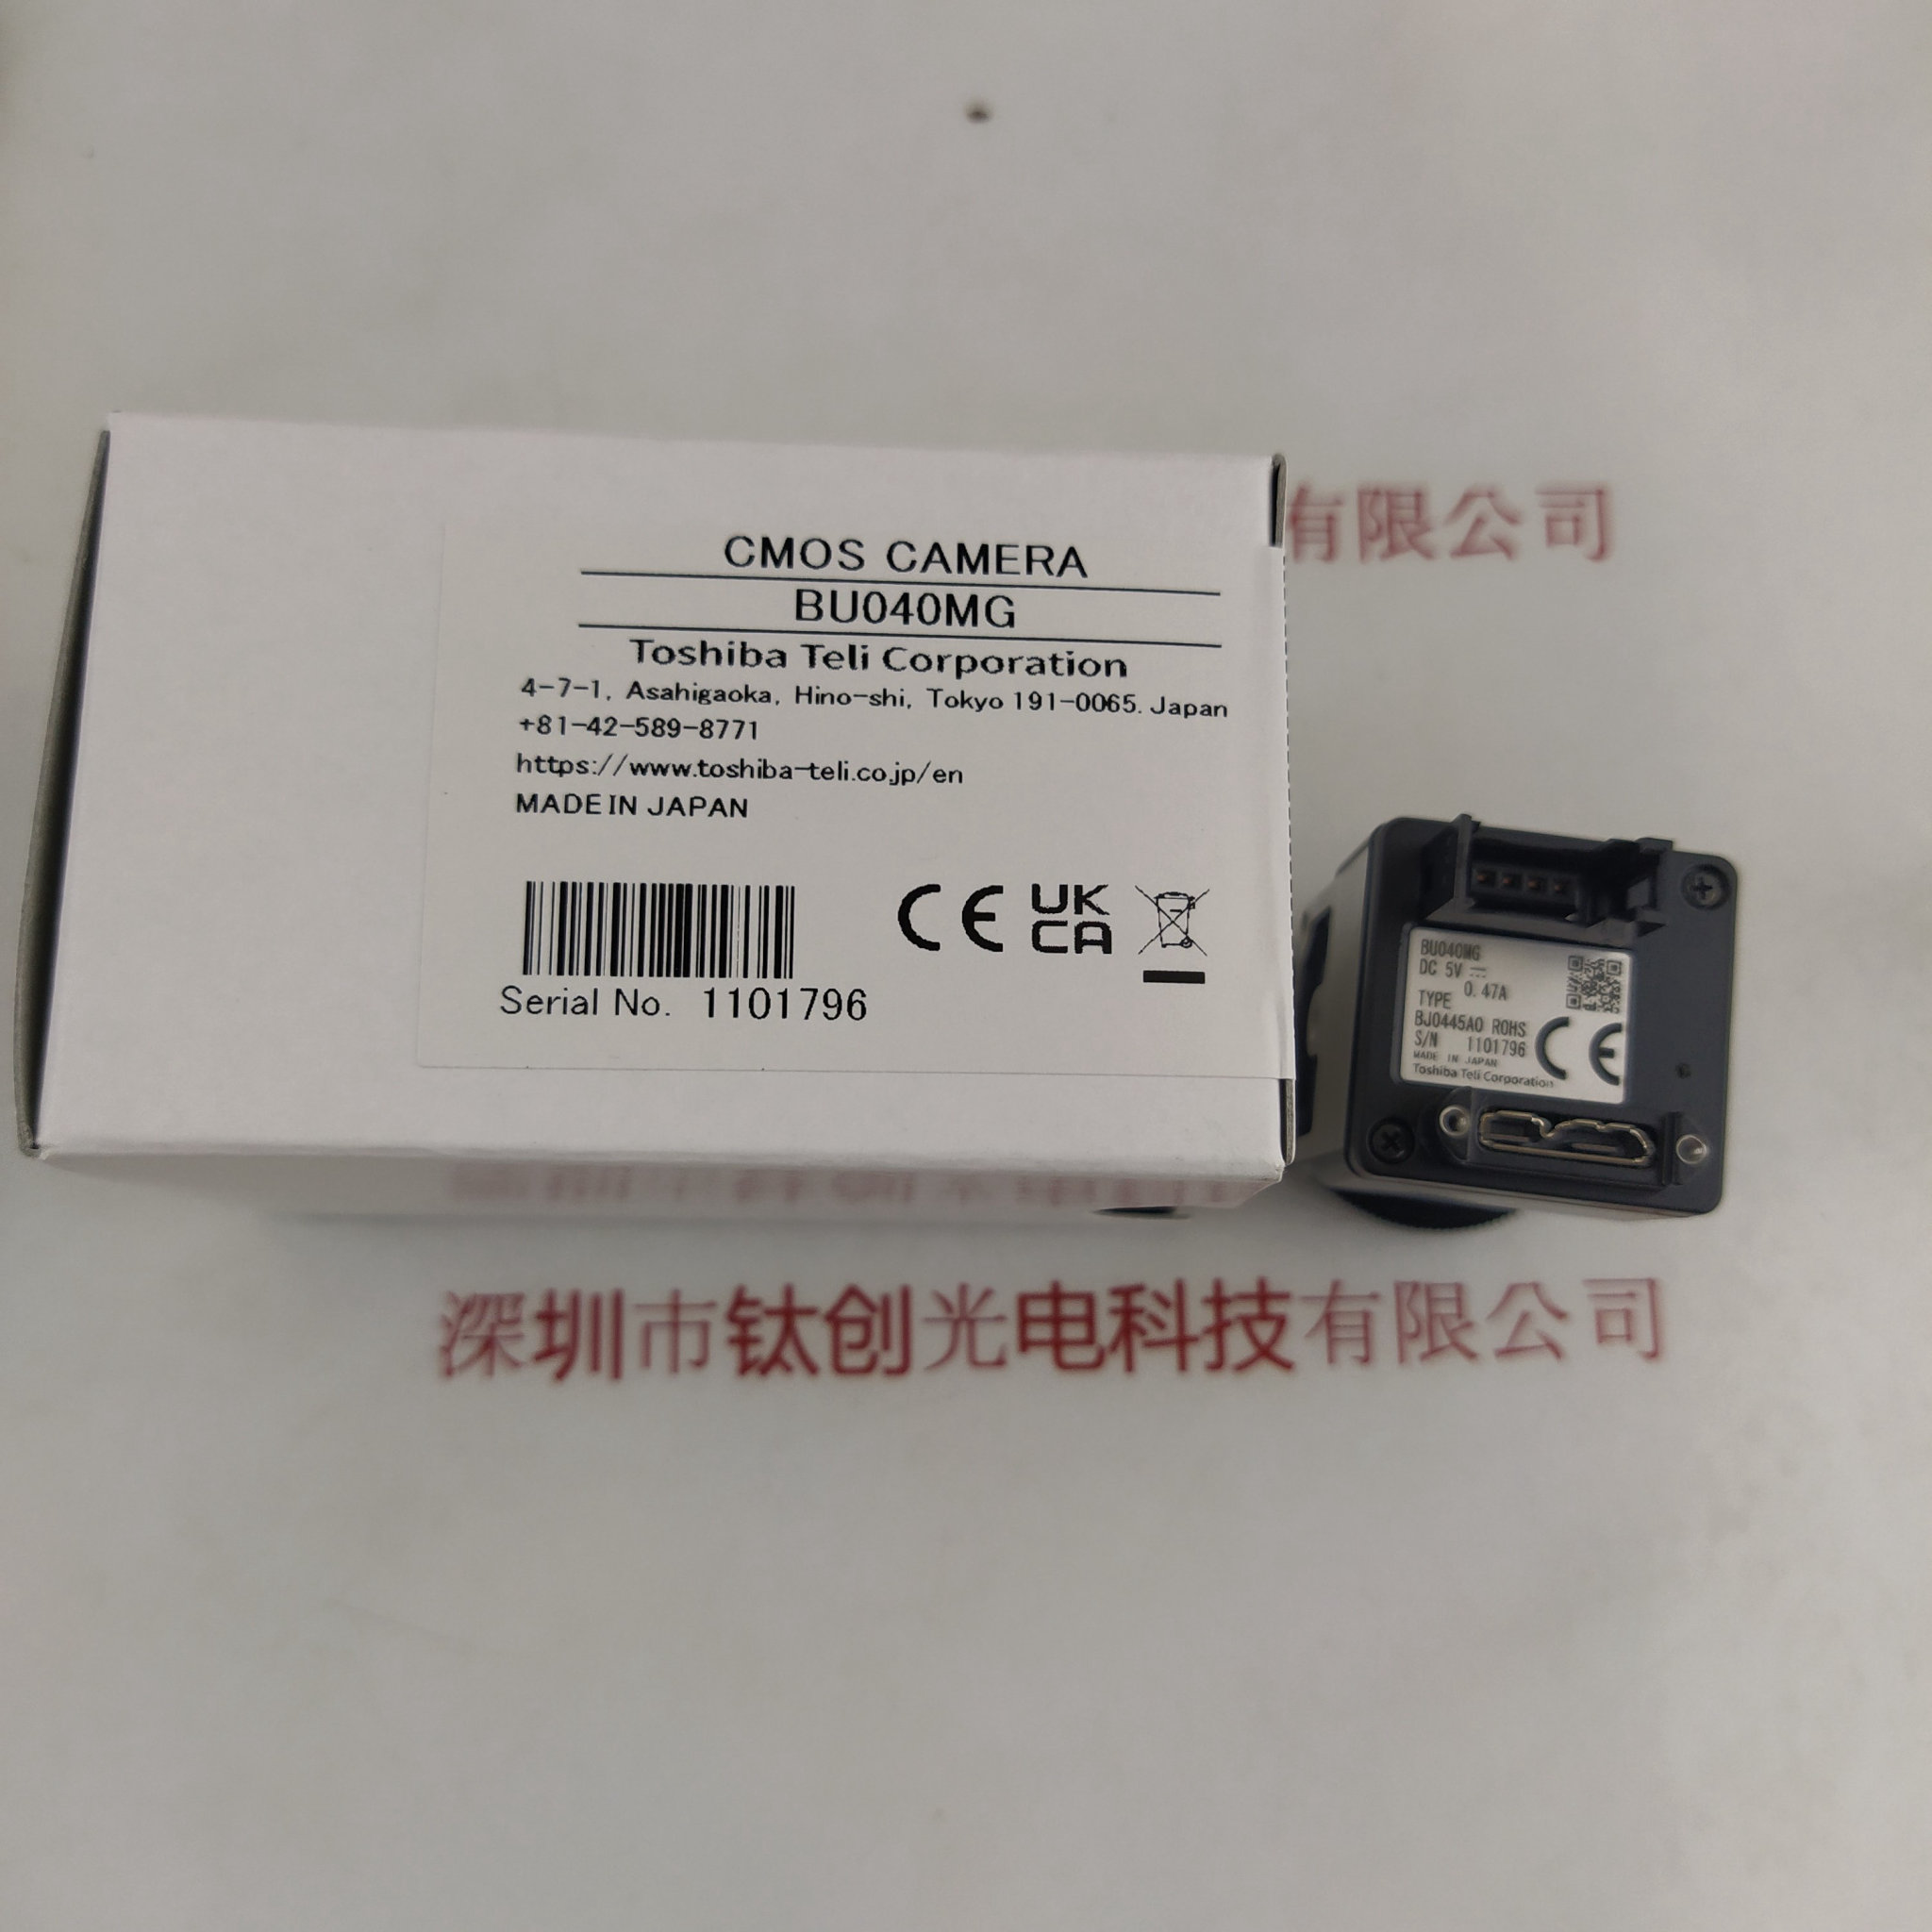 CMOS CAMERA
BU040MG
Toshiba Teli Corporation
4-7-1, Asahigaoka, Hino-shi, Tokyo 191-0065. Japan
+81-42-589-8771
https://www.toshiba-teli.co.jp/en
MADE IN JAPAN
CE UK CA
Serial No. 1101796
有限公司
BU040MG
DC 5V
0.47A
TYPE
BJ0445A0 ROHS
S/N 1101796
CE
MADE IN JAPAN
Toshiba Teli Corporation
深圳市钛创光电科技有限公司